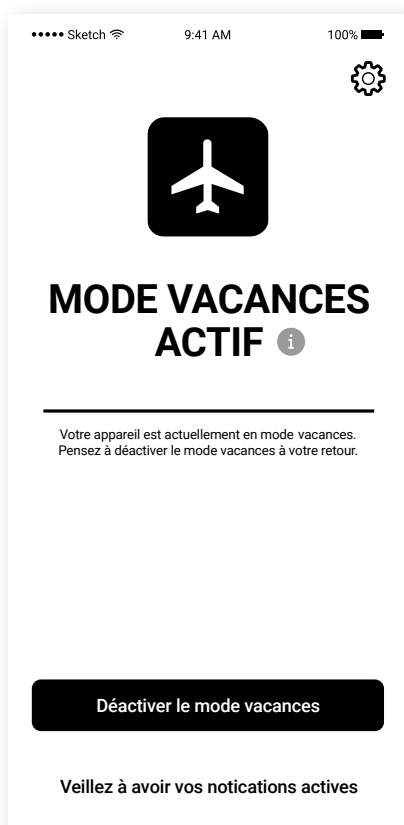 ••••• Sketch 9:41 AM 100%
MODE VACANCES
ACTIF i
Votre appareil est actuellement en mode vacances.
Pensez à déactiver le mode vacances à votre retour.
Déactiver le mode vacances
Veillez à avoir vos notications actives